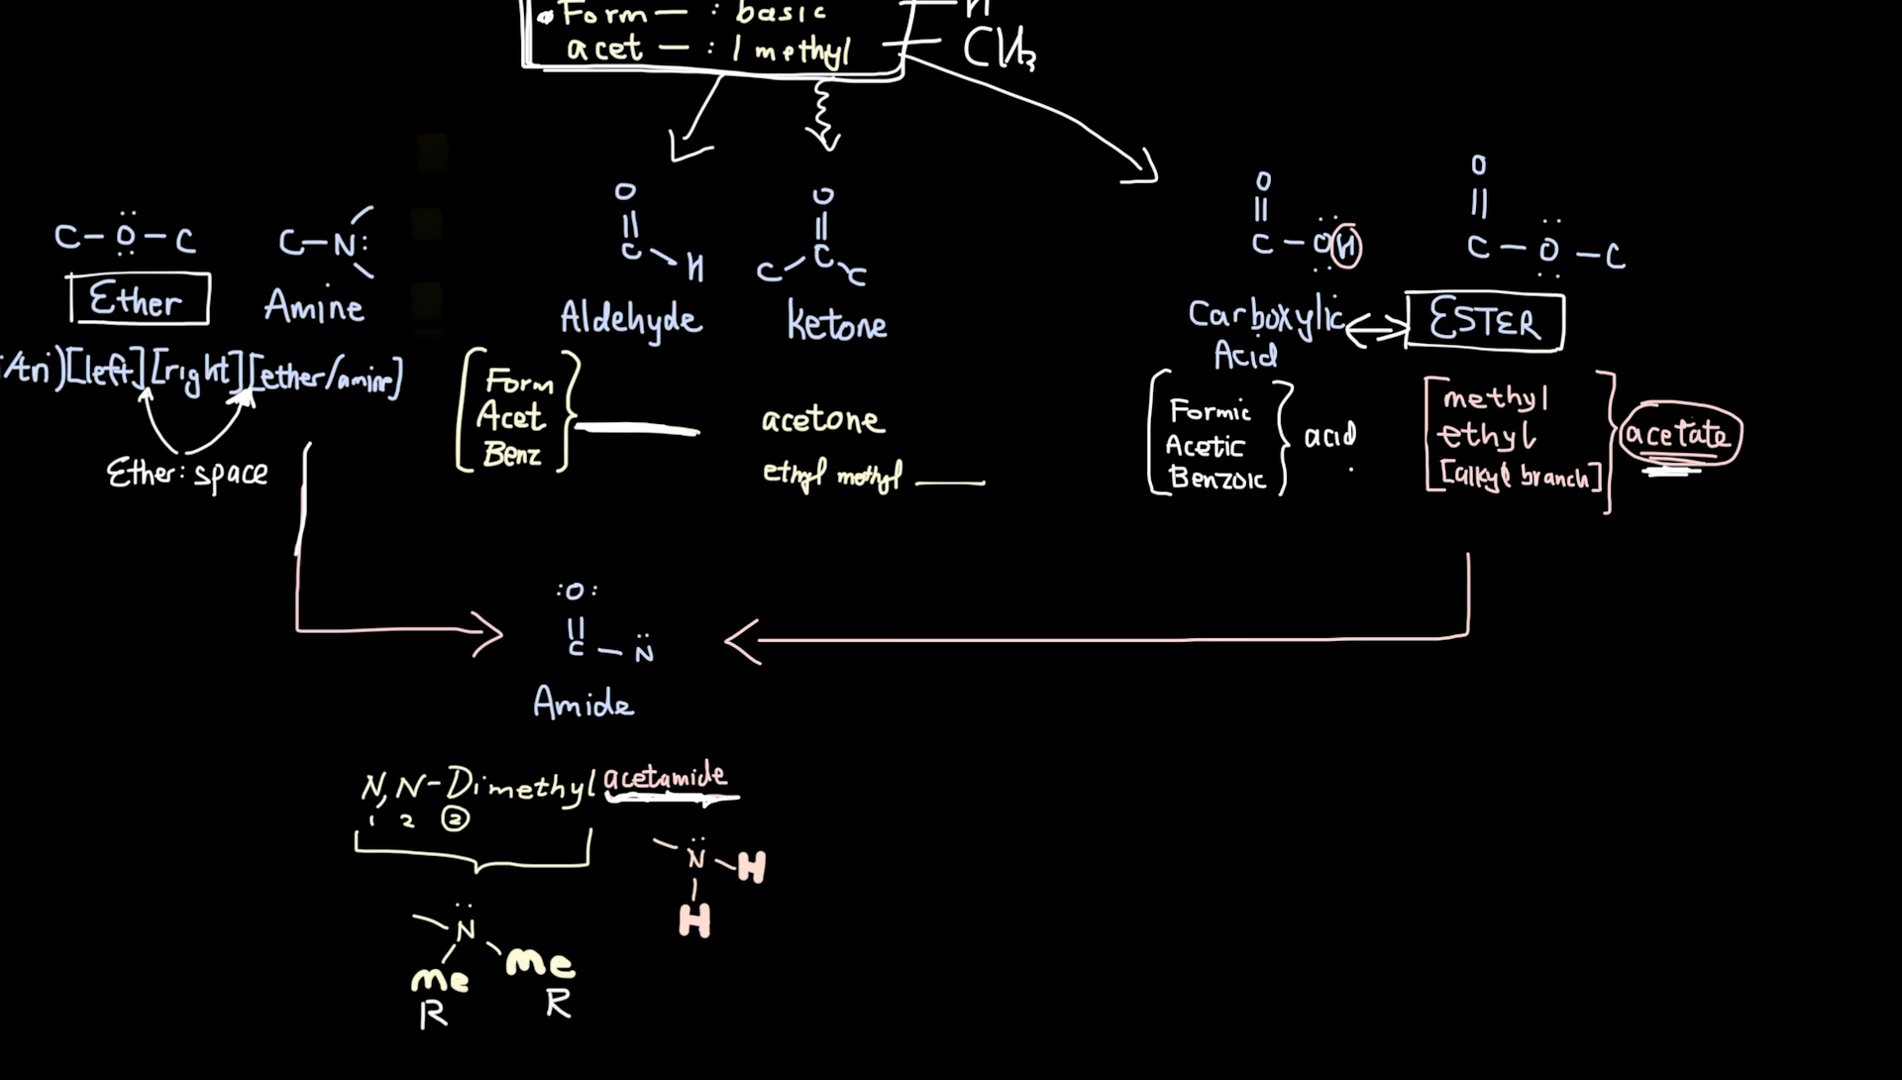 Form — : basic
acet — : 1 methyl
CH3
O
C - O - C
Ether
C - N
Amine
O
C
H
Aldehyde
O
C
C C
ketone
O
C - OH
Carboxylic
Acid
O
C - O - C
ESTER
tri)[left][right][ether/amine]
Ether: space
Form
Acet
Benz
acetone
ethyl methyl
Formic
Acetic
Benzoic
acid
methyl
ethyl
[alkyl branch]
acetate
:O:
C - N
Amide
N,N-Dimethyl acetamide
1 2 2
N H
H
N
me me
R R